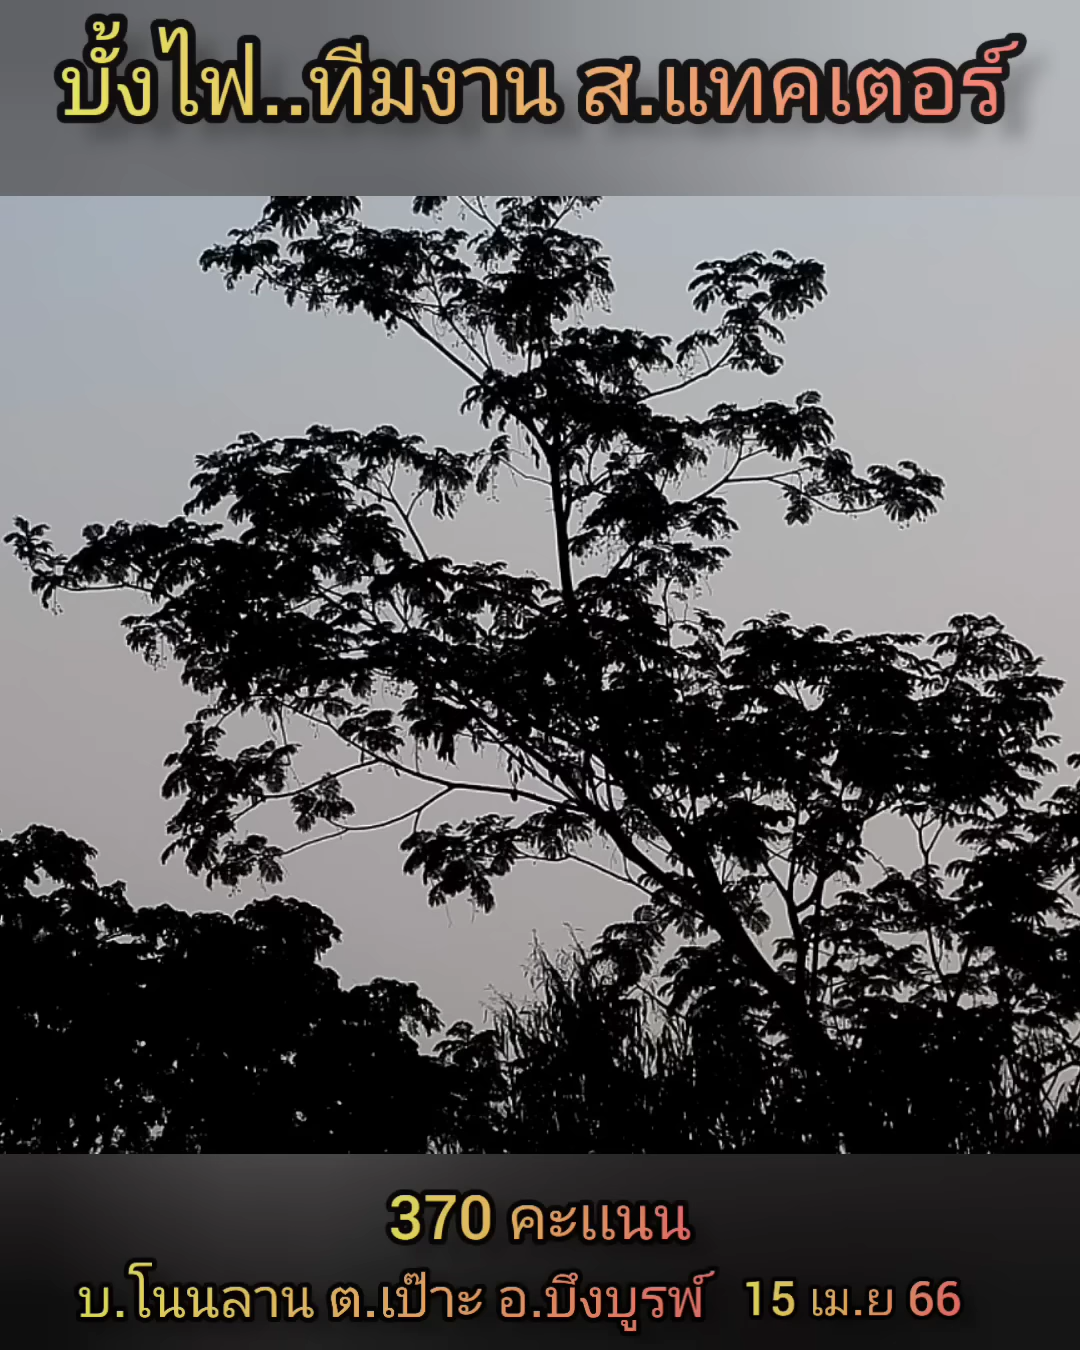 บั้งไฟ..ทีมงาน ส.แทคเตอร์
370 คะแนน
บ.โนนลาน ต.เป๊าะ อ.บึงบูรพ์ 15 เม.ย 66